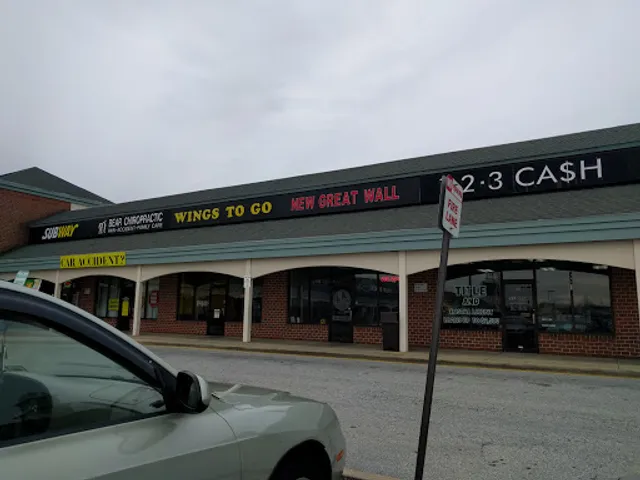 SUBWAY
BEAR CHIROPRACTIC
WINGS TO GO
NEW GREAT WALL
2·3 CA$H
CAR ACCIDENT?
FIRE
LANE
TITLE
AND